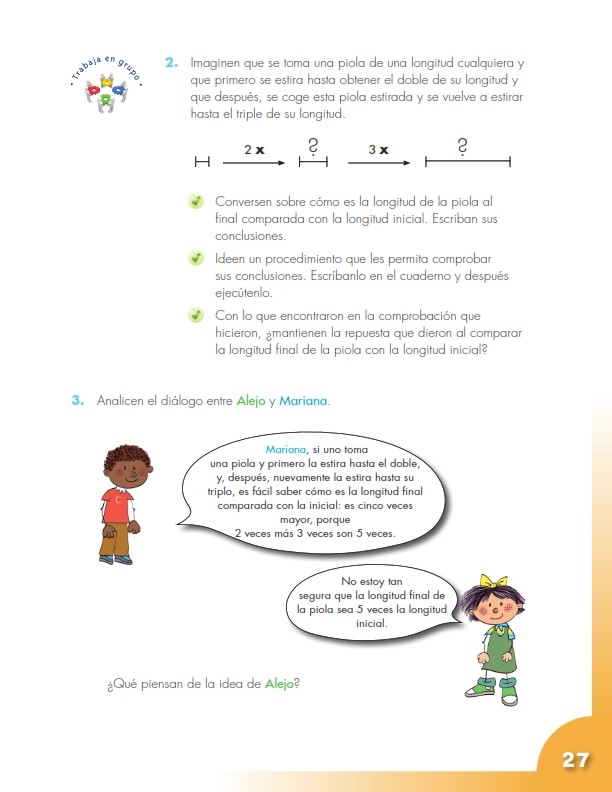 Trabaja en grupo
2. Imaginen que se toma una piola de una longitud cualquiera y
que primero se estira hasta obtener el doble de su longitud y
que después, se coge esta piola estirada y se vuelve a estirar
hasta el triple de su longitud.
2 x ? 3 x ?
Conversen sobre cómo es la longitud de la piola al
final comparada con la longitud inicial. Escriban sus
conclusiones.
Ideen un procedimiento que les permita comprobar
sus conclusiones. Escríbanlo en el cuaderno y después
ejecútenlo.
Con lo que encontraron en la comprobación que
hicieron, ¿mantienen la repuesta que dieron al comparar
la longitud final de la piola con la longitud inicial?
3. Analicen el diálogo entre Alejo y Mariana.
Mariana, si uno toma
una piola y primero la estira hasta el doble,
y, después, nuevamente la estira hasta su
triplo, es fácil saber cómo es la longitud final
comparada con la inicial: es cinco veces
mayor, porque
2 veces más 3 veces son 5 veces.
No estoy tan
segura que la longitud final de
la piola sea 5 veces la longitud
inicial.
¿Qué piensan de la idea de Alejo?
27